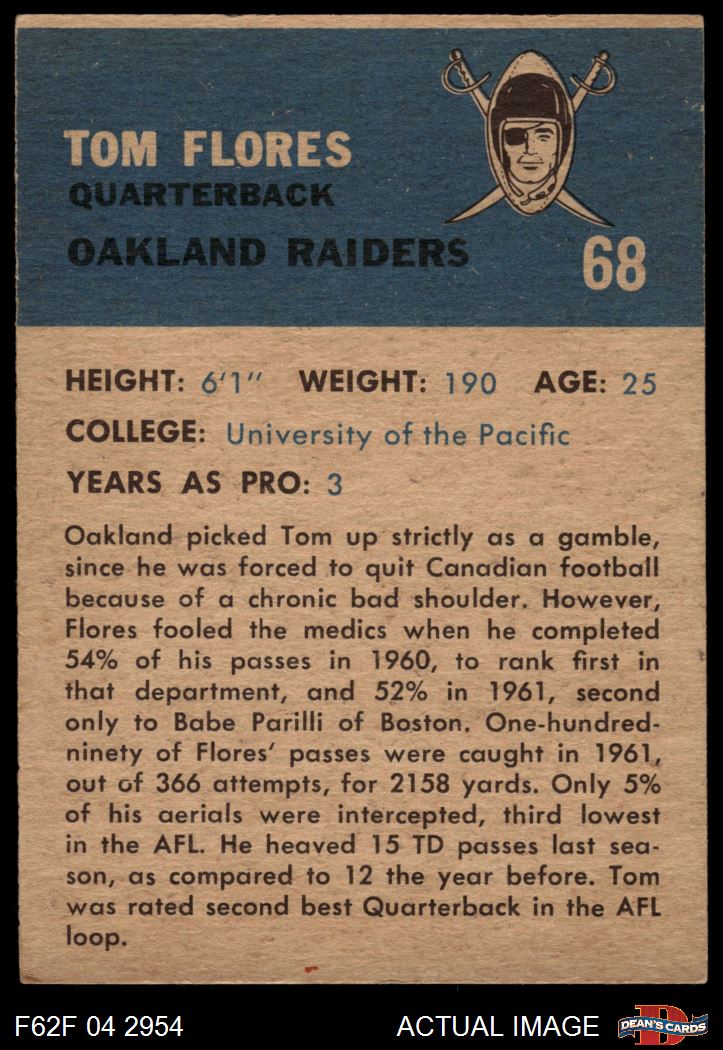 TOM FLORES
QUARTERBACK
OAKLAND RAIDERS
68
HEIGHT: 6'1" WEIGHT: 190 AGE: 25
COLLEGE: University of the Pacific
YEARS AS PRO: 3
Oakland picked Tom up strictly as a gamble,
since he was forced to quit Canadian football
because of a chronic bad shoulder. However,
Flores fooled the medics when he completed
54% of his passes in 1960, to rank first in
that department, and 52% in 1961, second
only to Babe Parilli of Boston. One-hundred-
ninety of Flores' passes were caught in 1961,
out of 366 attempts, for 2158 yards. Only 5%
of his aerials were intercepted, third lowest
in the AFL. He heaved 15 TD passes last sea-
son, as compared to 12 the year before. Tom
was rated second best Quarterback in the AFL
loop.
F62F 04 2954
ACTUAL IMAGE
D
DEAN'S CARDS